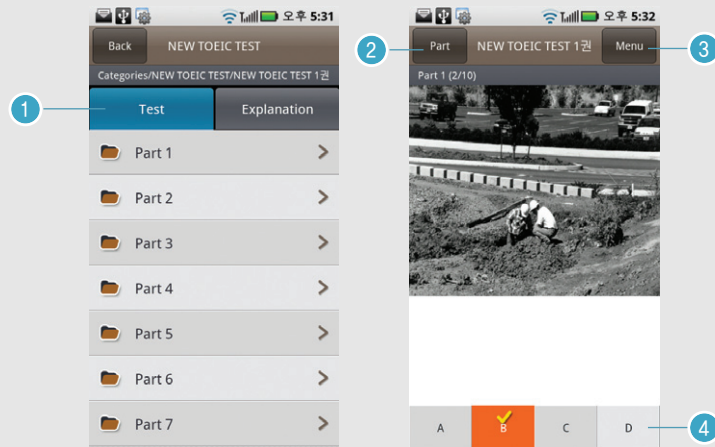 오후 5:31
Back NEW TOEIC TEST
Categories/NEW TOEIC TEST/NEW TOEIC TEST 1권
1
Test Explanation
Part 1
Part 2
Part 3
Part 4
Part 5
Part 6
Part 7
오후 5:32
2
Part NEW TOEIC TEST 1권 Menu
3
Part 1 (2/10)
A B C D
4